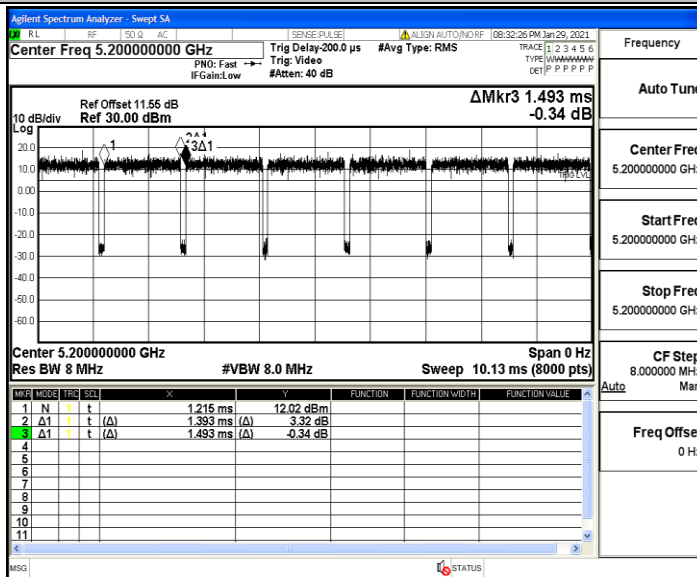 Agilent Spectrum Analyzer - Swept SA
LXI RL RF 50 Ω AC SENSE:PULSE ALIGN AUTO/NO RF 08:32:26 PM Jan 29, 2021
Center Freq 5.200000000 GHz
PNO: Fast
IFGain:Low
Trig Delay-200.0 µs
Trig: Video
#Atten: 40 dB
#Avg Type: RMS
TRACE 1 2 3 4 5 6
TYPE WWWWWW
DET P P P P P P
ΔMkr3 1.493 ms
-0.34 dB
Ref Offset 11.55 dB
10 dB/div Ref 30.00 dBm
Log
1
3Δ1
TRIG LVL
20.0
10.0
0.00
-10.0
-20.0
-30.0
-40.0
-50.0
-60.0
Center 5.200000000 GHz Span 0 Hz
Res BW 8 MHz #VBW 8.0 MHz Sweep 10.13 ms (8000 pts)
MKR MODE TRC SCL X Y FUNCTION FUNCTION WIDTH FUNCTION VALUE
1 N 1 t 1.215 ms 12.02 dBm
2 Δ1 1 t (Δ) 1.393 ms (Δ) 3.32 dB
3 Δ1 1 t (Δ) 1.493 ms (Δ) -0.34 dB
4
5
6
7
8
9
10
11
MSG STATUS
Frequency
Auto Tune
Center Freq
5.200000000 GHz
Start Freq
5.200000000 GHz
Stop Freq
5.200000000 GHz
CF Step
8.000000 MHz
Auto Man
Freq Offset
0 Hz